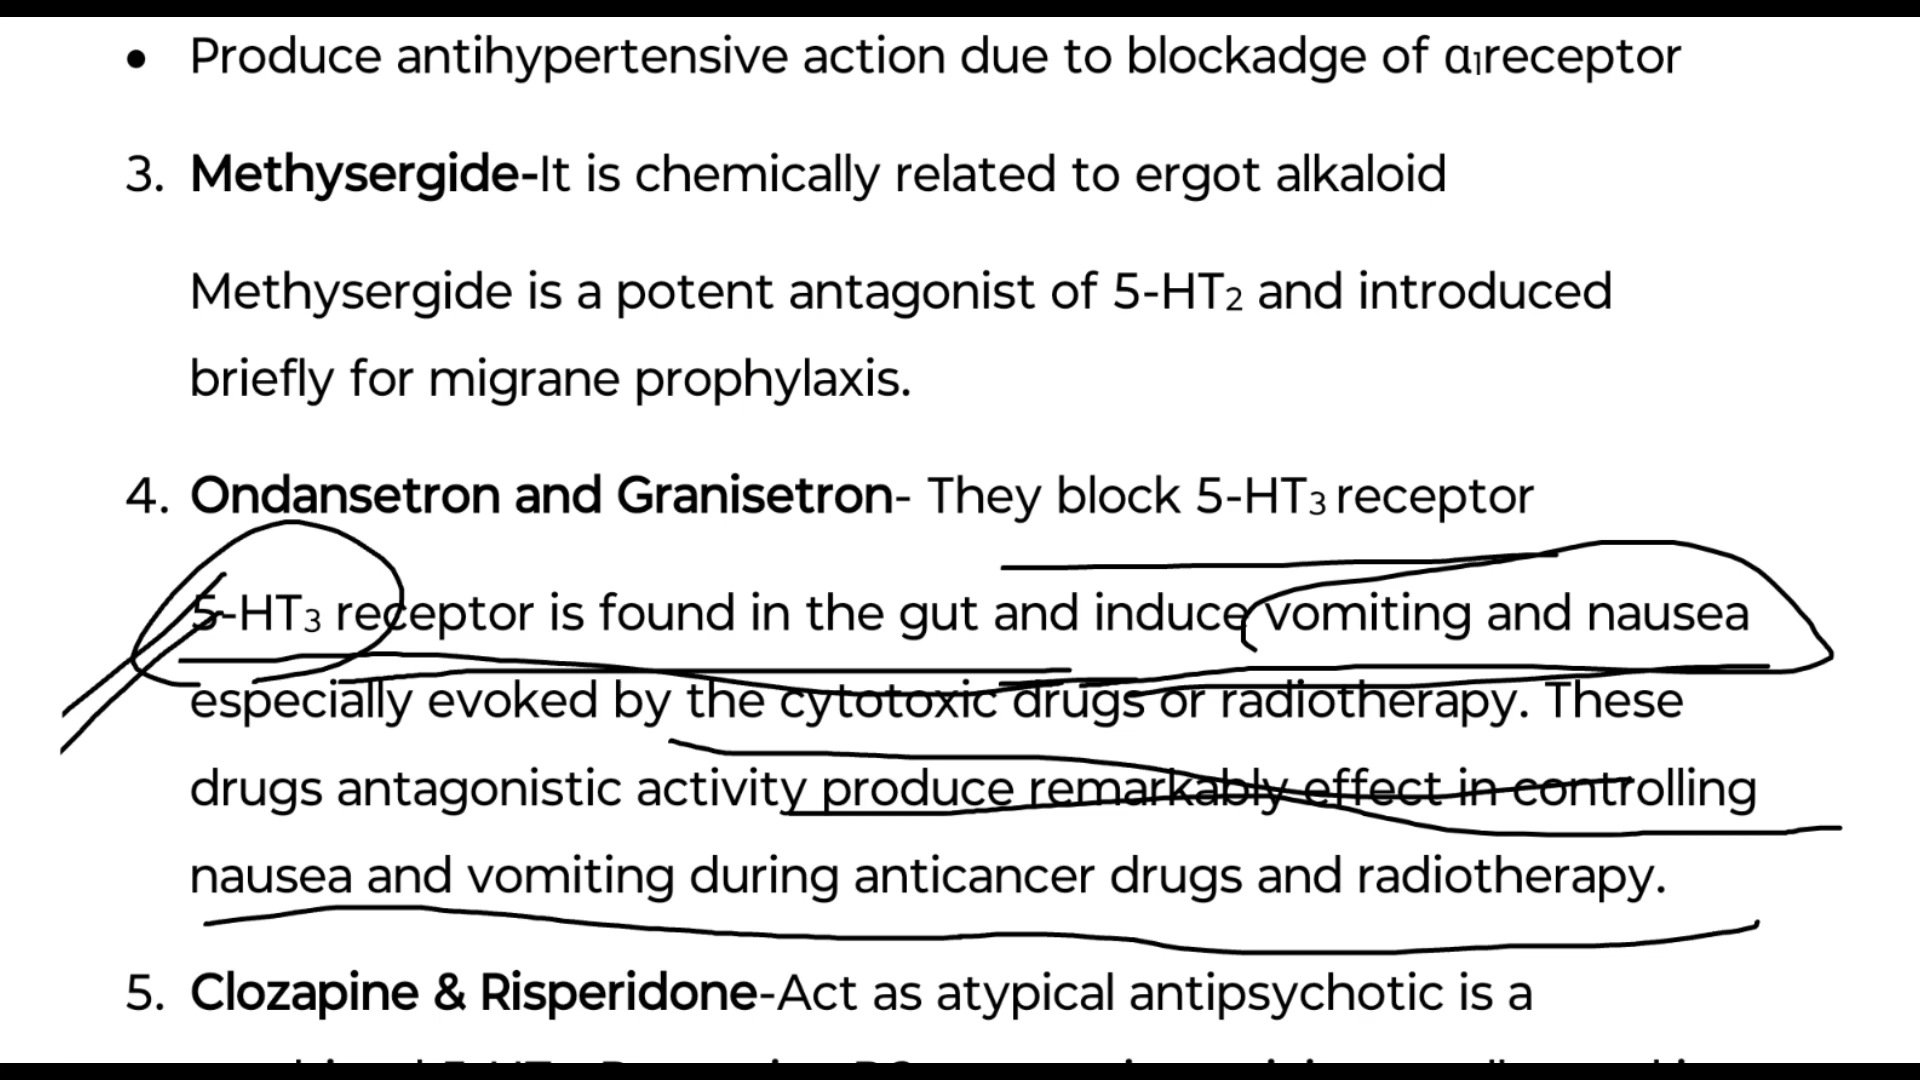 • Produce antihypertensive action due to blockadge of α₁receptor
3. Methysergide-It is chemically related to ergot alkaloid
Methysergide is a potent antagonist of 5-HT₂ and introduced
briefly for migrane prophylaxis.
4. Ondansetron and Granisetron- They block 5-HT₃ receptor
5-HT₃ receptor is found in the gut and induce vomiting and nausea
especially evoked by the cytotoxic drugs or radiotherapy. These
drugs antagonistic activity produce remarkably effect in controlling
nausea and vomiting during anticancer drugs and radiotherapy.
5. Clozapine & Risperidone-Act as atypical antipsychotic is a